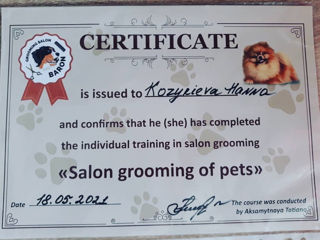 GROOMING SALON
BARON
CERTIFICATE
is issued to Kozyrieva Hanna
and confirms that he (she) has completed
the individual training in salon grooming
«Salon grooming of pets»
Date 18.05.2021
The course was conducted
by Aksamytnaya Tatiana